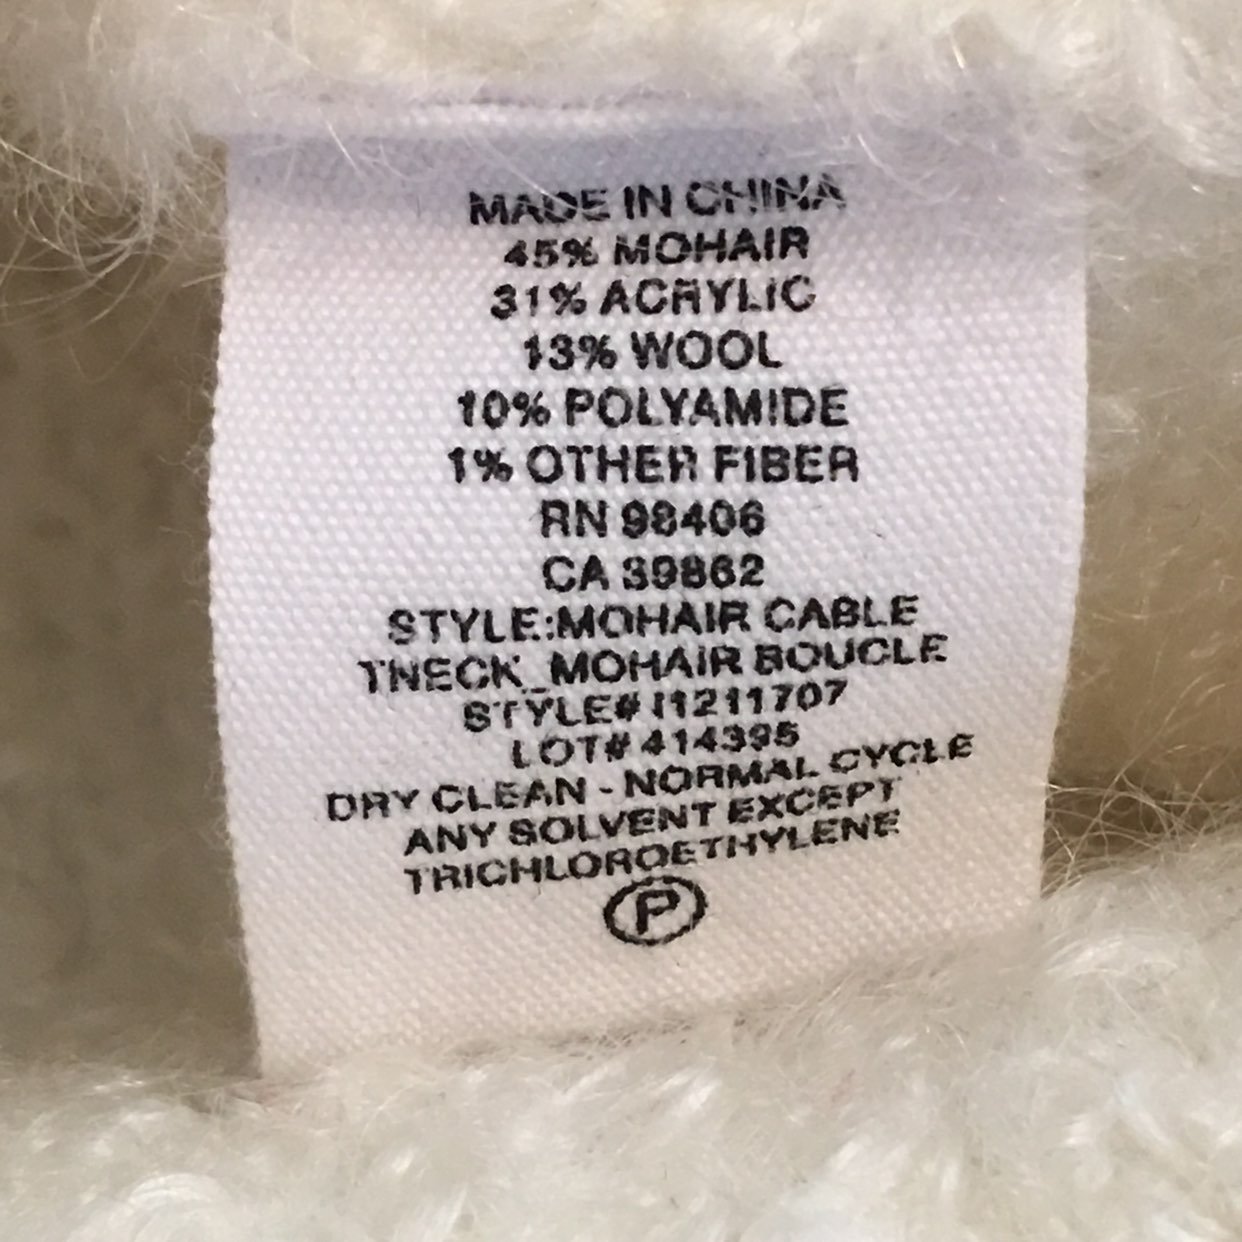 MADE IN CHINA
45% MOHAIR
31% ACRYLIC
13% WOOL
10% POLYAMIDE
1% OTHER FIBER
RN 98406
CA 39862
STYLE:MOHAIR CABLE
TNECK_MOHAIR BOUCLE
STYLE# I1211707
LOT# 414395
DRY CLEAN - NORMAL CYCLE
ANY SOLVENT EXCEPT
TRICHLOROETHYLENE
P